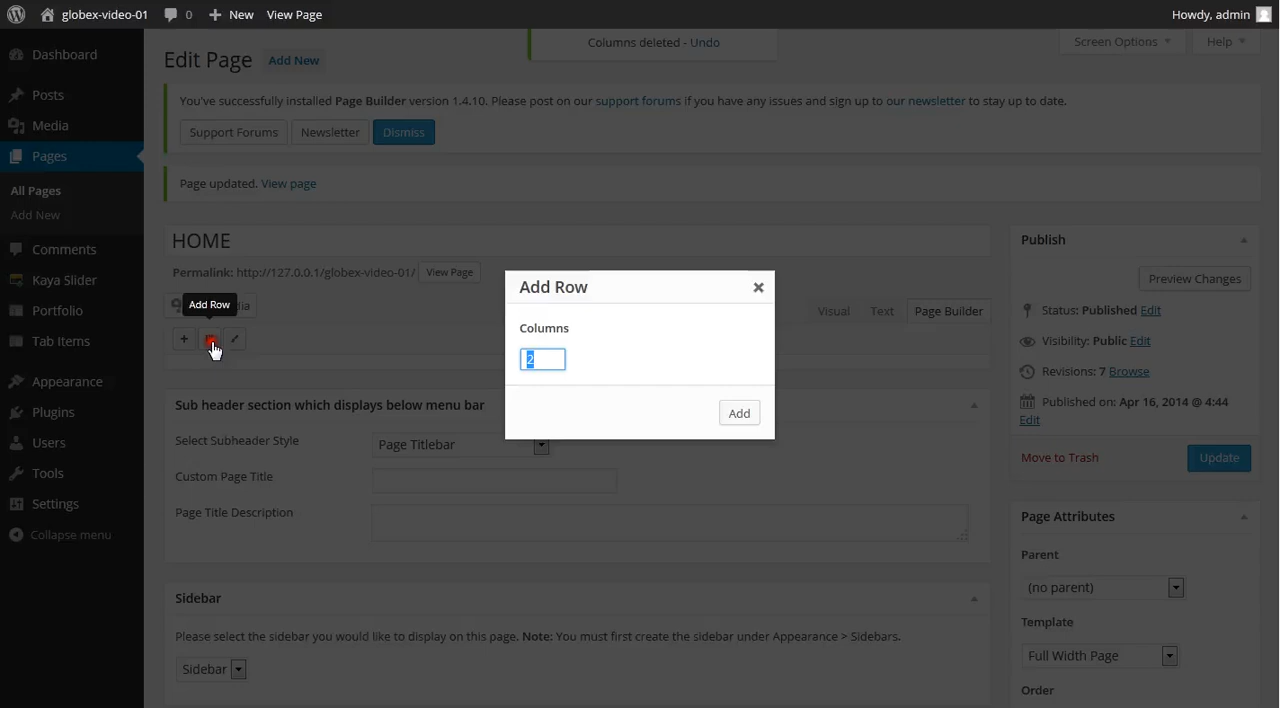 globex-video-01 0 New View Page Howdy, admin
Dashboard
Posts
Media
Pages
All Pages
Add New
Comments
Kaya Slider
Portfolio
Tab Items
Appearance
Plugins
Users
Tools
Settings
Collapse menu
Columns deleted - Undo
Screen Options Help
Edit Page Add New
You've successfully installed Page Builder version 1.4.10. Please post on our support forums if you have any issues and sign up to our newsletter to stay up to date.
Support Forums Newsletter Dismiss
Page updated. View page
HOME
Permalink: http://127.0.0.1/globex-video-01/ View Page
Add Row
Visual Text Page Builder
Add Row
Columns
2
Add
Sub header section which displays below menu bar
Select Subheader Style Page Titlebar
Custom Page Title
Page Title Description
Sidebar
Please select the sidebar you would like to display on this page. Note: You must first create the sidebar under Appearance > Sidebars.
Sidebar
Publish
Preview Changes
Status: Published Edit
Visibility: Public Edit
Revisions: 7 Browse
Published on: Apr 16, 2014 @ 4:44
Edit
Move to Trash Update
Page Attributes
Parent
(no parent)
Template
Full Width Page
Order